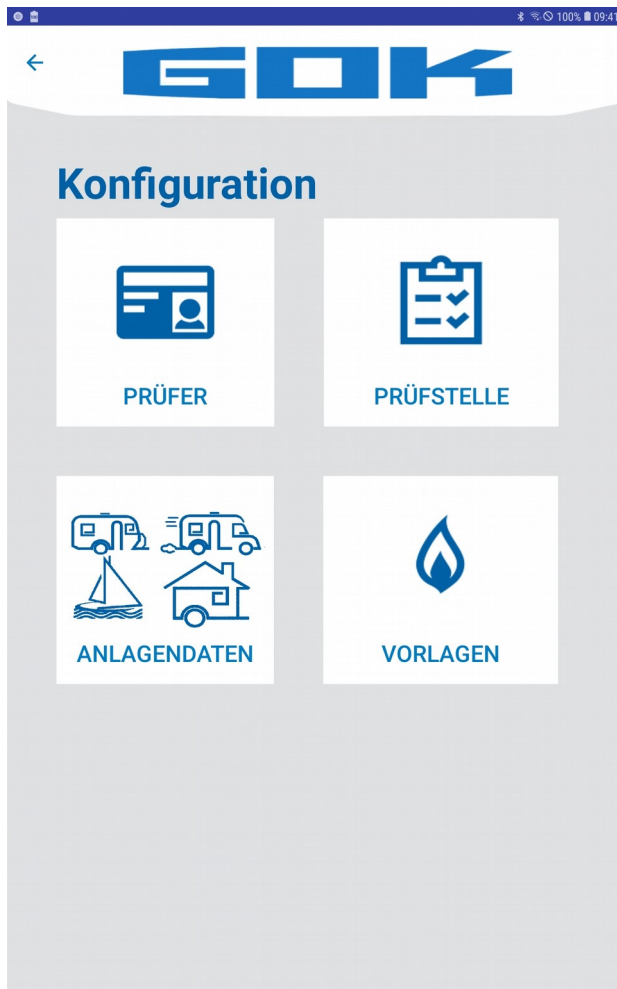 100% 09:41
GOK
Konfiguration
PRÜFER PRÜFSTELLE
ANLAGENDATEN VORLAGEN